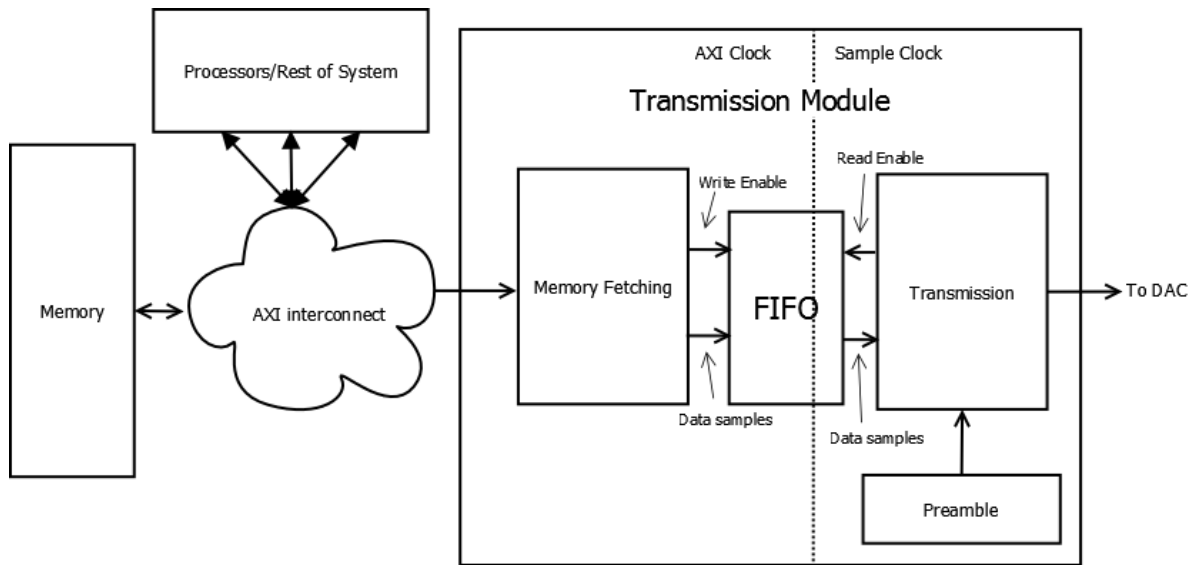 Processors/Rest of System
AXI Clock
Sample Clock
Transmission Module
Write Enable
Read Enable
Memory
AXI interconnect
Memory Fetching
FIFO
Transmission
To DAC
Data samples
Data samples
Preamble